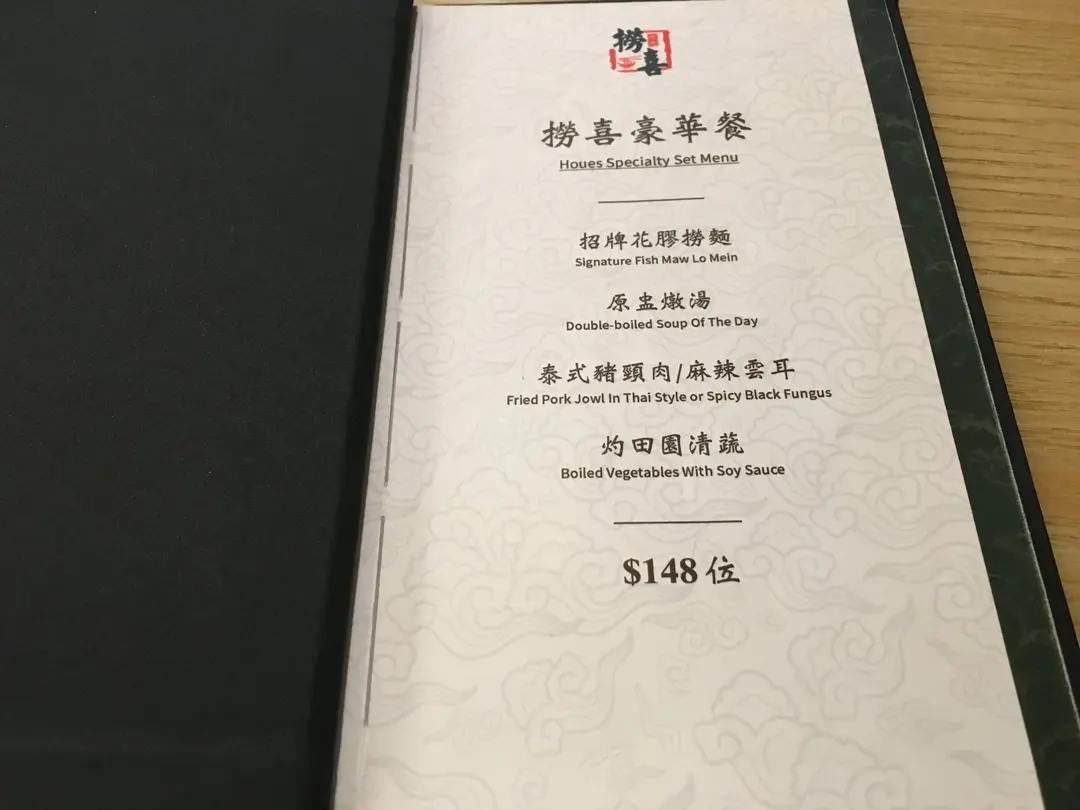 撈喜
撈喜豪華餐
Houes Specialty Set Menu
招牌花膠撈麵
Signature Fish Maw Lo Mein
原盅燉湯
Double-boiled Soup Of The Day
泰式豬頸肉/麻辣雲耳
Fried Pork Jowl In Thai Style or Spicy Black Fungus
灼田園清蔬
Boiled Vegetables With Soy Sauce
$148 位